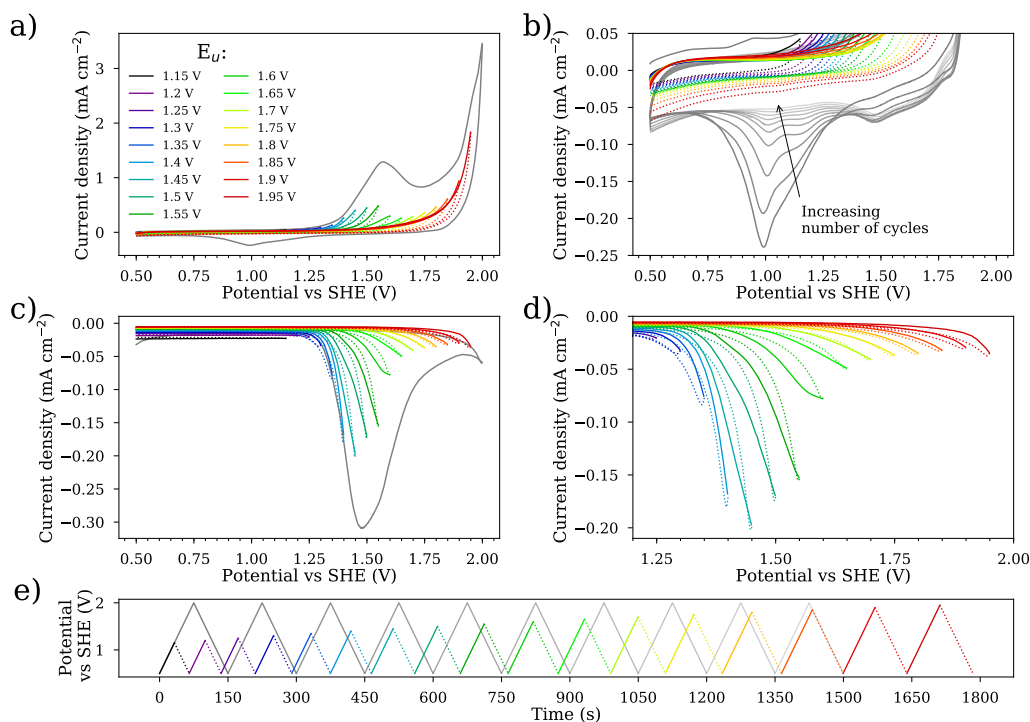 a)
E_u:
1.15 V
1.2 V
1.25 V
1.3 V
1.35 V
1.4 V
1.45 V
1.5 V
1.55 V
1.6 V
1.65 V
1.7 V
1.75 V
1.8 V
1.85 V
1.9 V
1.95 V
Current density (mA cm⁻²)
3
2
1
0
0.50 0.75 1.00 1.25 1.50 1.75 2.00
Potential vs SHE (V)
b)
Current density (mA cm⁻²)
0.05
0.00
−0.05
−0.10
−0.15
−0.20
−0.25
Increasing
number of cycles
0.50 0.75 1.00 1.25 1.50 1.75 2.00
Potential vs SHE (V)
c)
Current density (mA cm⁻²)
0.00
−0.05
−0.10
−0.15
−0.20
−0.25
−0.30
0.50 0.75 1.00 1.25 1.50 1.75 2.00
Potential vs SHE (V)
d)
Current density (mA cm⁻²)
0.00
−0.05
−0.10
−0.15
−0.20
1.25 1.50 1.75 2.00
Potential vs SHE (V)
e)
Potential
vs SHE (V)
2
1
0 150 300 450 600 750 900 1050 1200 1350 1500 1650 1800
Time (s)